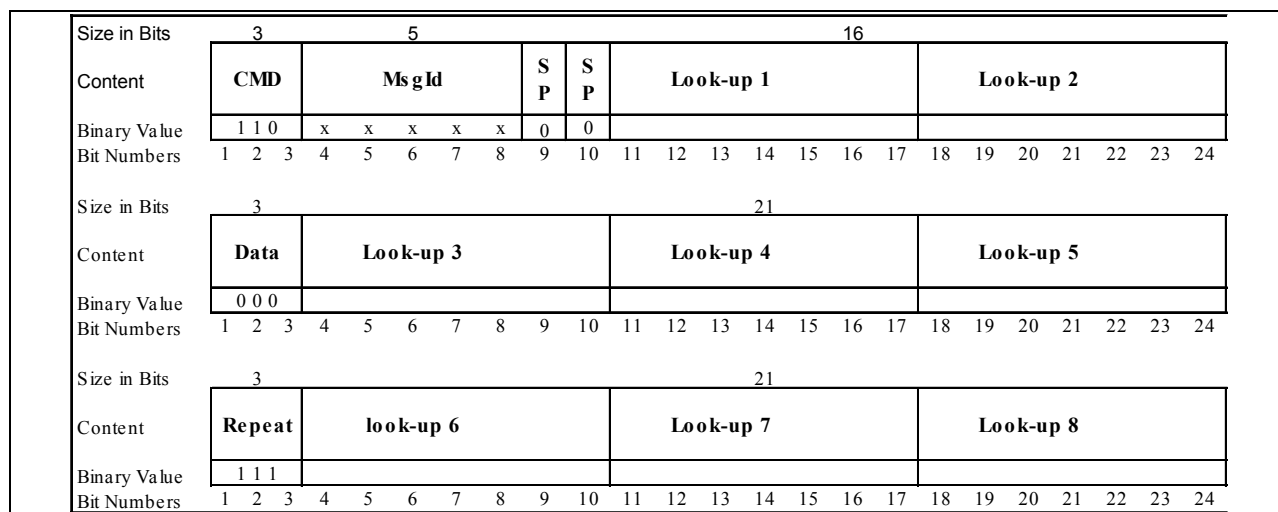 Size in Bits 3 5 16
Content CMD MsgId S P S P Look-up 1 Look-up 2
Binary Value 1 1 0 x x x x x 0 0
Bit Numbers 1 2 3 4 5 6 7 8 9 10 11 12 13 14 15 16 17 18 19 20 21 22 23 24
Size in Bits 3 21
Content Data Look-up 3 Look-up 4 Look-up 5
Binary Value 0 0 0
Bit Numbers 1 2 3 4 5 6 7 8 9 10 11 12 13 14 15 16 17 18 19 20 21 22 23 24
Size in Bits 3 21
Content Repeat look-up 6 Look-up 7 Look-up 8
Binary Value 1 1 1
Bit Numbers 1 2 3 4 5 6 7 8 9 10 11 12 13 14 15 16 17 18 19 20 21 22 23 24